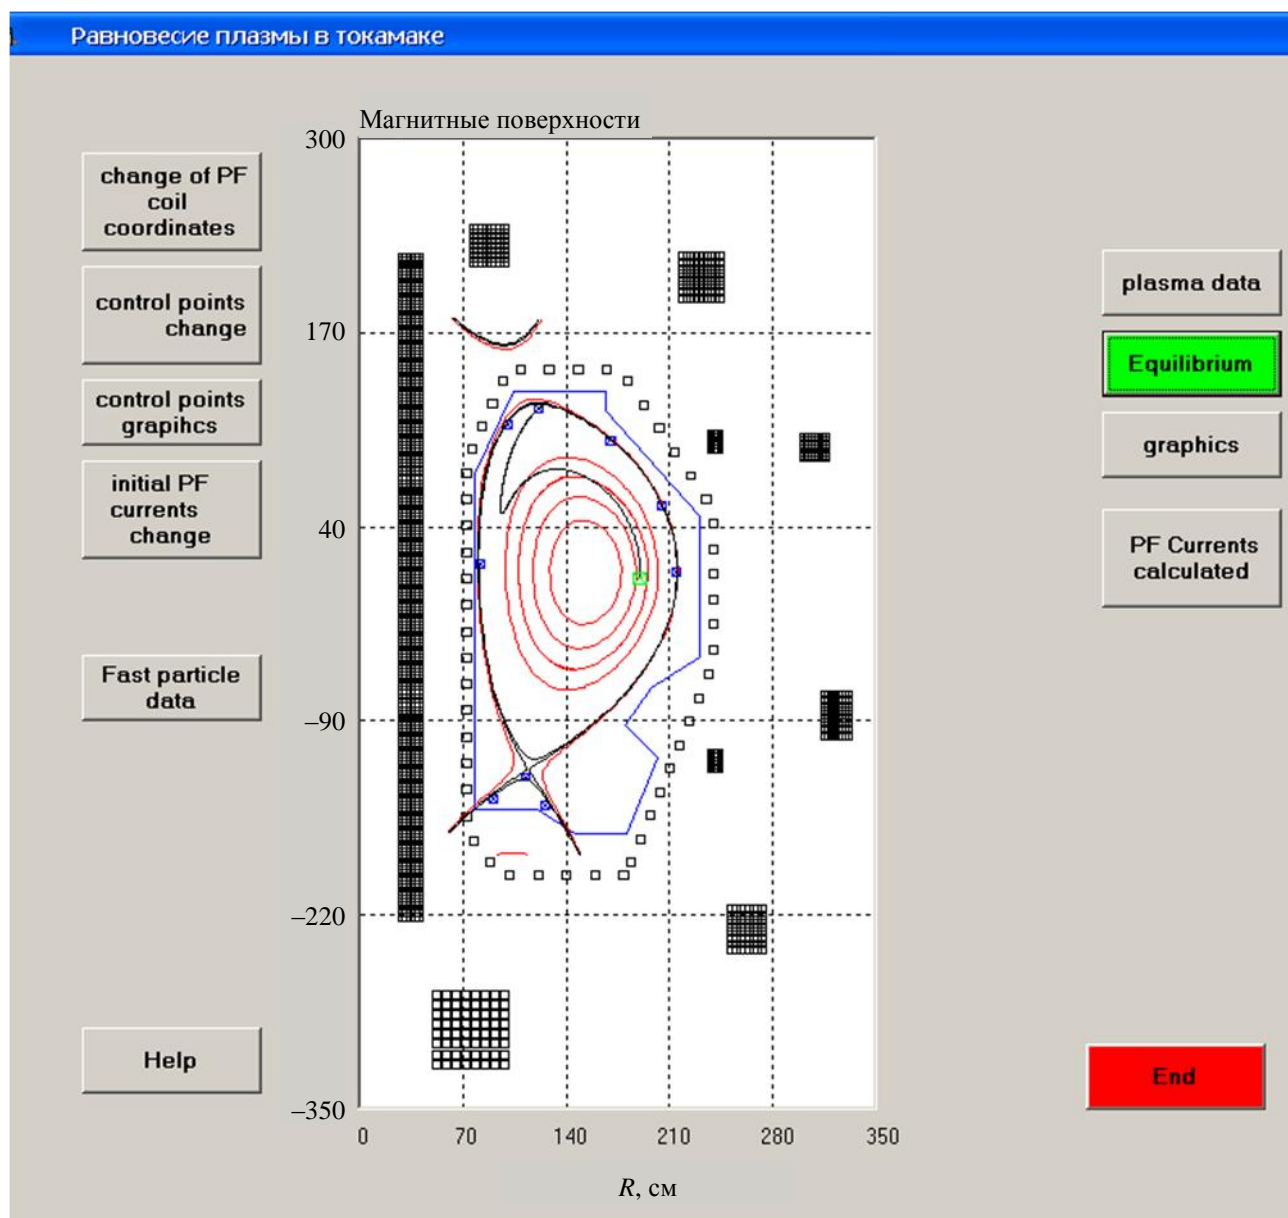 Равновесие плазмы в токамаке
Магнитные поверхности
change of PF
coil
coordinates
control points
change
control points
grapihcs
initial PF
currents
change
Fast particle
data
Help
300
170
40
–90
–220
–350
0 70 140 210 280 350
R, см
plasma data
Equilibrium
graphics
PF Currents
calculated
End